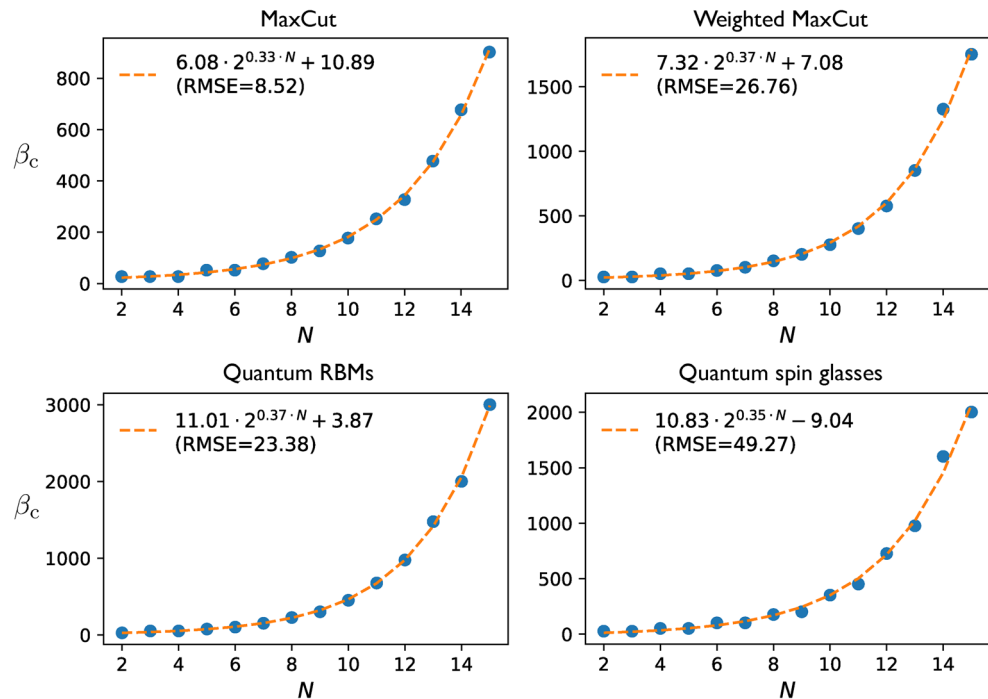 MaxCut
6.08 · 2^{0.33 · N} + 10.89
(RMSE=8.52)
800
600
400
200
0
β_c
2 4 6 8 10 12 14
N
Weighted MaxCut
7.32 · 2^{0.37 · N} + 7.08
(RMSE=26.76)
1500
1000
500
0
2 4 6 8 10 12 14
N
Quantum RBMs
11.01 · 2^{0.37 · N} + 3.87
(RMSE=23.38)
3000
2000
1000
0
β_c
2 4 6 8 10 12 14
N
Quantum spin glasses
10.83 · 2^{0.35 · N} − 9.04
(RMSE=49.27)
2000
1500
1000
500
0
2 4 6 8 10 12 14
N